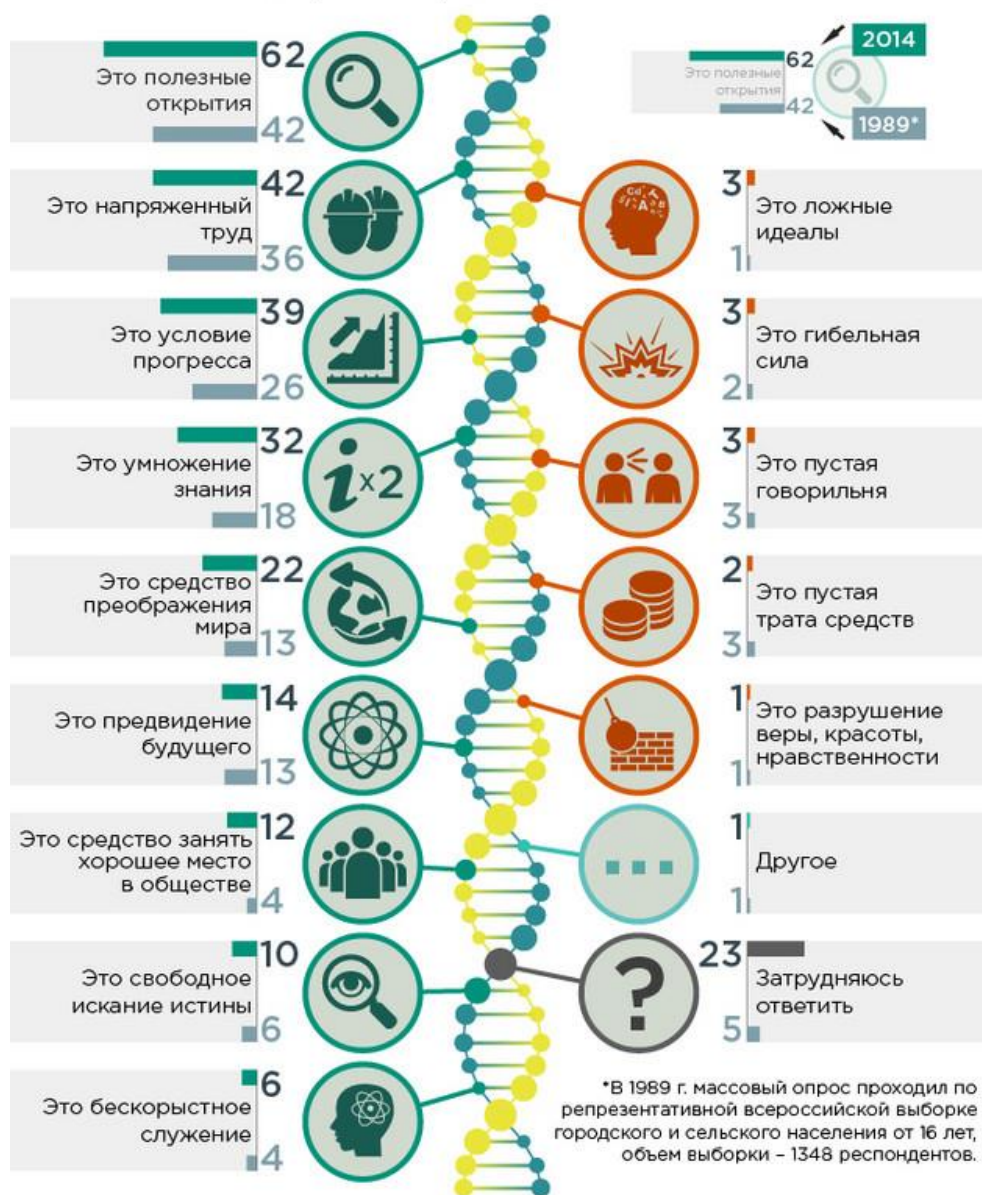 62
Это полезные
открытия
42
42
Это напряженный
труд
36
39
Это условие
прогресса
26
32
Это умножение
знания
18
i x2
22
Это средство
преображения
мира
13
14
Это предвидение
будущего
13
12
Это средство занять
хорошее место
в обществе
4
10
Это свободное
искание истины
6
6
Это бескорыстное
служение
4
2014
62
Это полезные
открытия
42
1989*
3
Это ложные
идеалы
1
3
Это гибельная
сила
2
3
Это пустая
говорильня
3
2
Это пустая
трата средств
3
1
Это разрушение
веры, красоты,
нравственности
1
...
1
Другое
1
?
23
Затрудняюсь
ответить
5
*В 1989 г. массовый опрос проходил по
репрезентативной всероссийской выборке
городского и сельского населения от 16 лет,
объем выборки – 1348 респондентов.